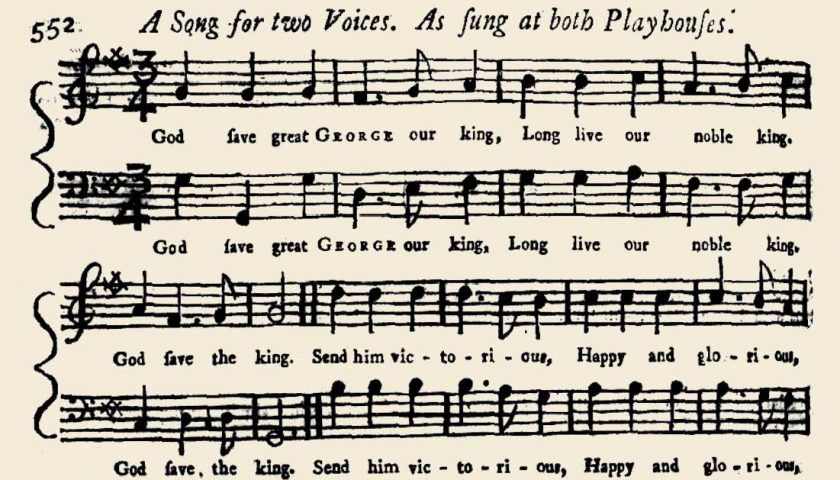 552. A Song for two Voices. As ſung at both Playhouſes.
God ſave great GEORGE our king, Long live our noble king.
God ſave great GEORGE our king, Long live our noble king.
God ſave the king. Send him vic - to - ri - ous, Happy and glo - ri - ous,
God ſave, the king. Send him vic - to - ri - ous, Happy and glo - ri - ous,